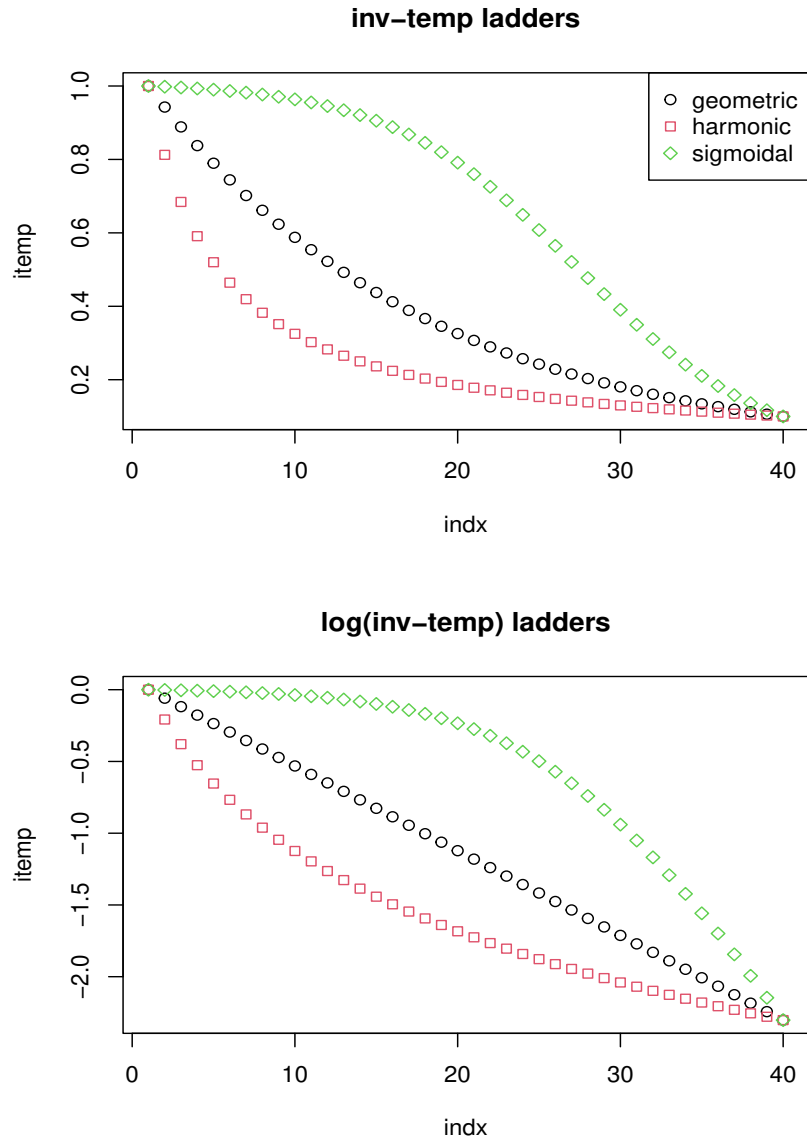 inv−temp ladders
1.0
0.8
0.6
0.4
0.2
itemp
geometric
harmonic
sigmoidal
0 10 20 30 40
indx
log(inv−temp) ladders
0.0
−0.5
−1.0
−1.5
−2.0
itemp
0 10 20 30 40
indx